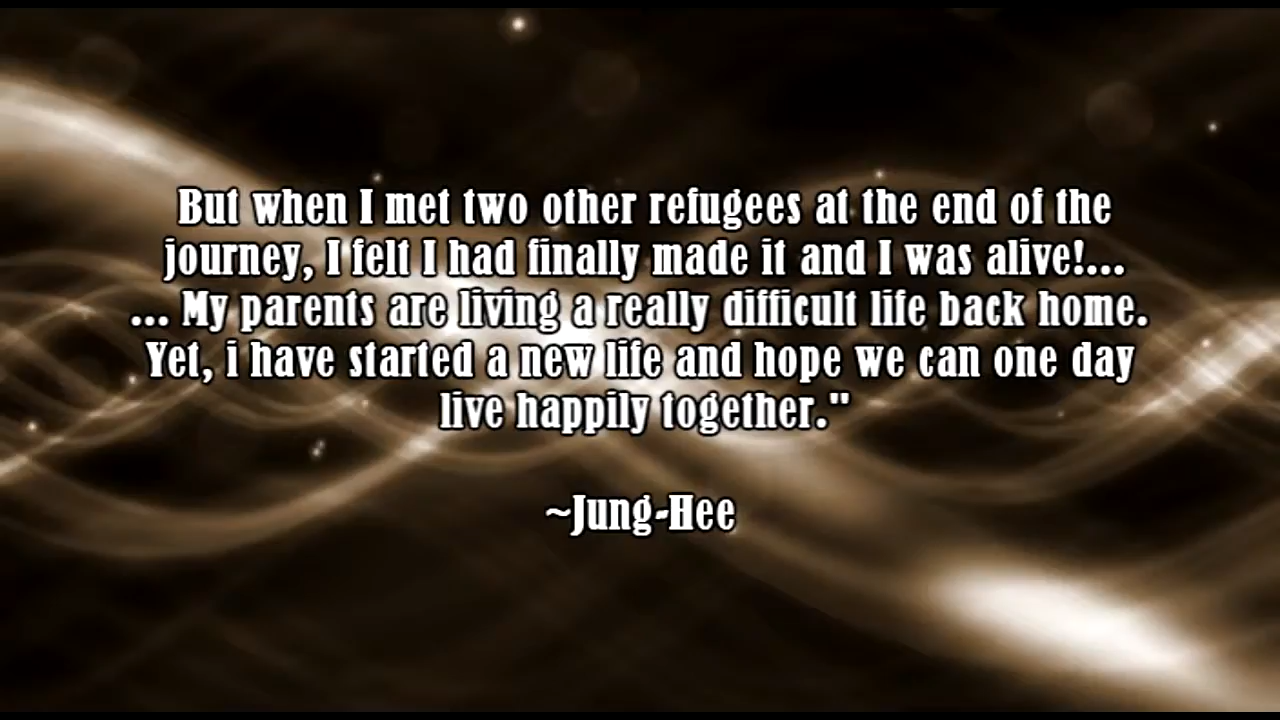 But when I met two other refugees at the end of the
journey, I felt I had finally made it and I was alive!...
... My parents are living a really difficult life back home.
Yet, i have started a new life and hope we can one day
live happily together."
~Jung-Hee